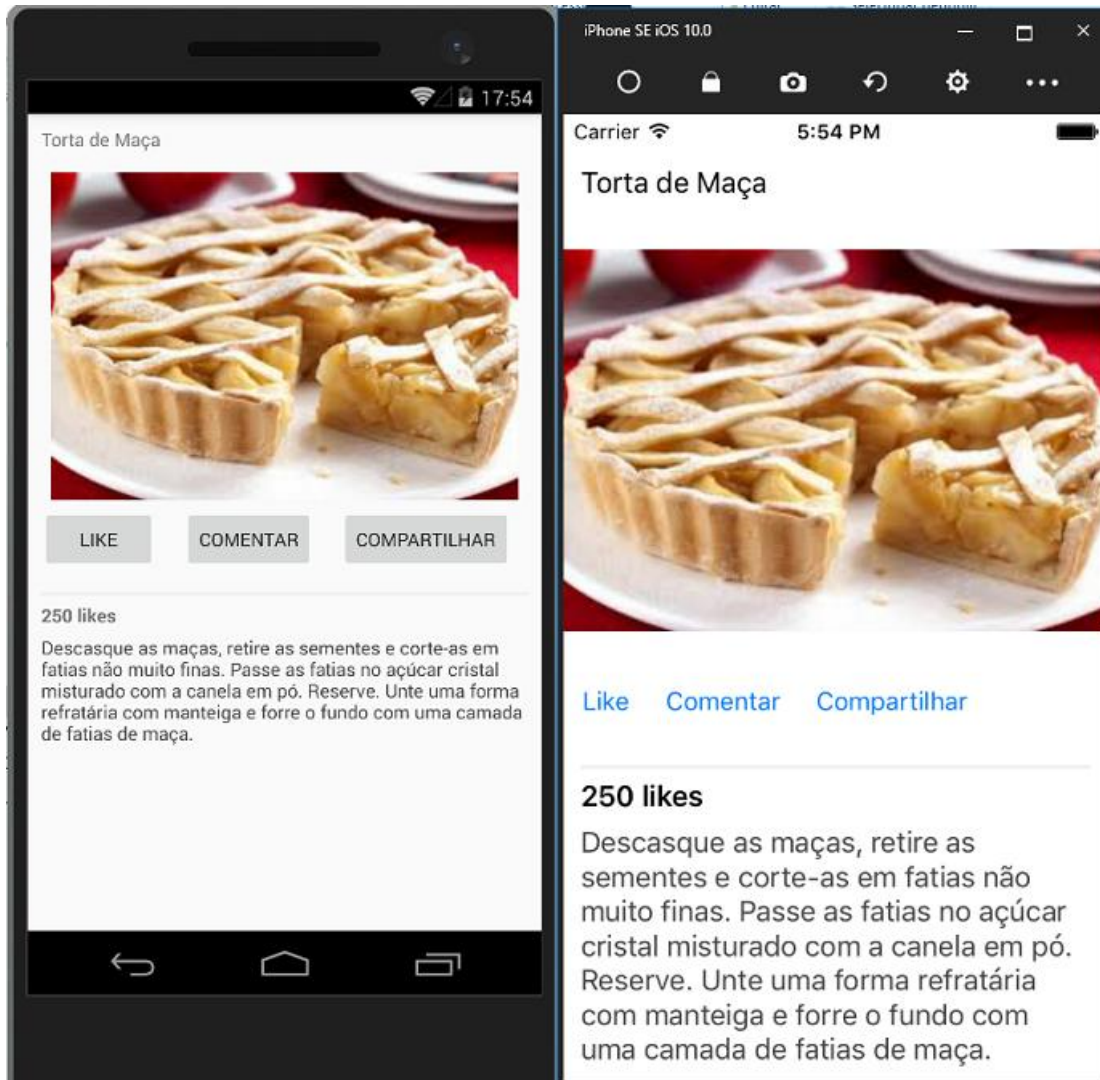 17:54
Torta de Maça
LIKE
COMENTAR
COMPARTILHAR
250 likes
Descasque as maças, retire as sementes e corte-as em
fatias não muito finas. Passe as fatias no açúcar cristal
misturado com a canela em pó. Reserve. Unte uma forma
refratária com manteiga e forre o fundo com uma camada
de fatias de maça.
iPhone SE iOS 10.0
Carrier
5:54 PM
Torta de Maça
Like
Comentar
Compartilhar
250 likes
Descasque as maças, retire as
sementes e corte-as em fatias não
muito finas. Passe as fatias no açúcar
cristal misturado com a canela em pó.
Reserve. Unte uma forma refratária
com manteiga e forre o fundo com
uma camada de fatias de maça.